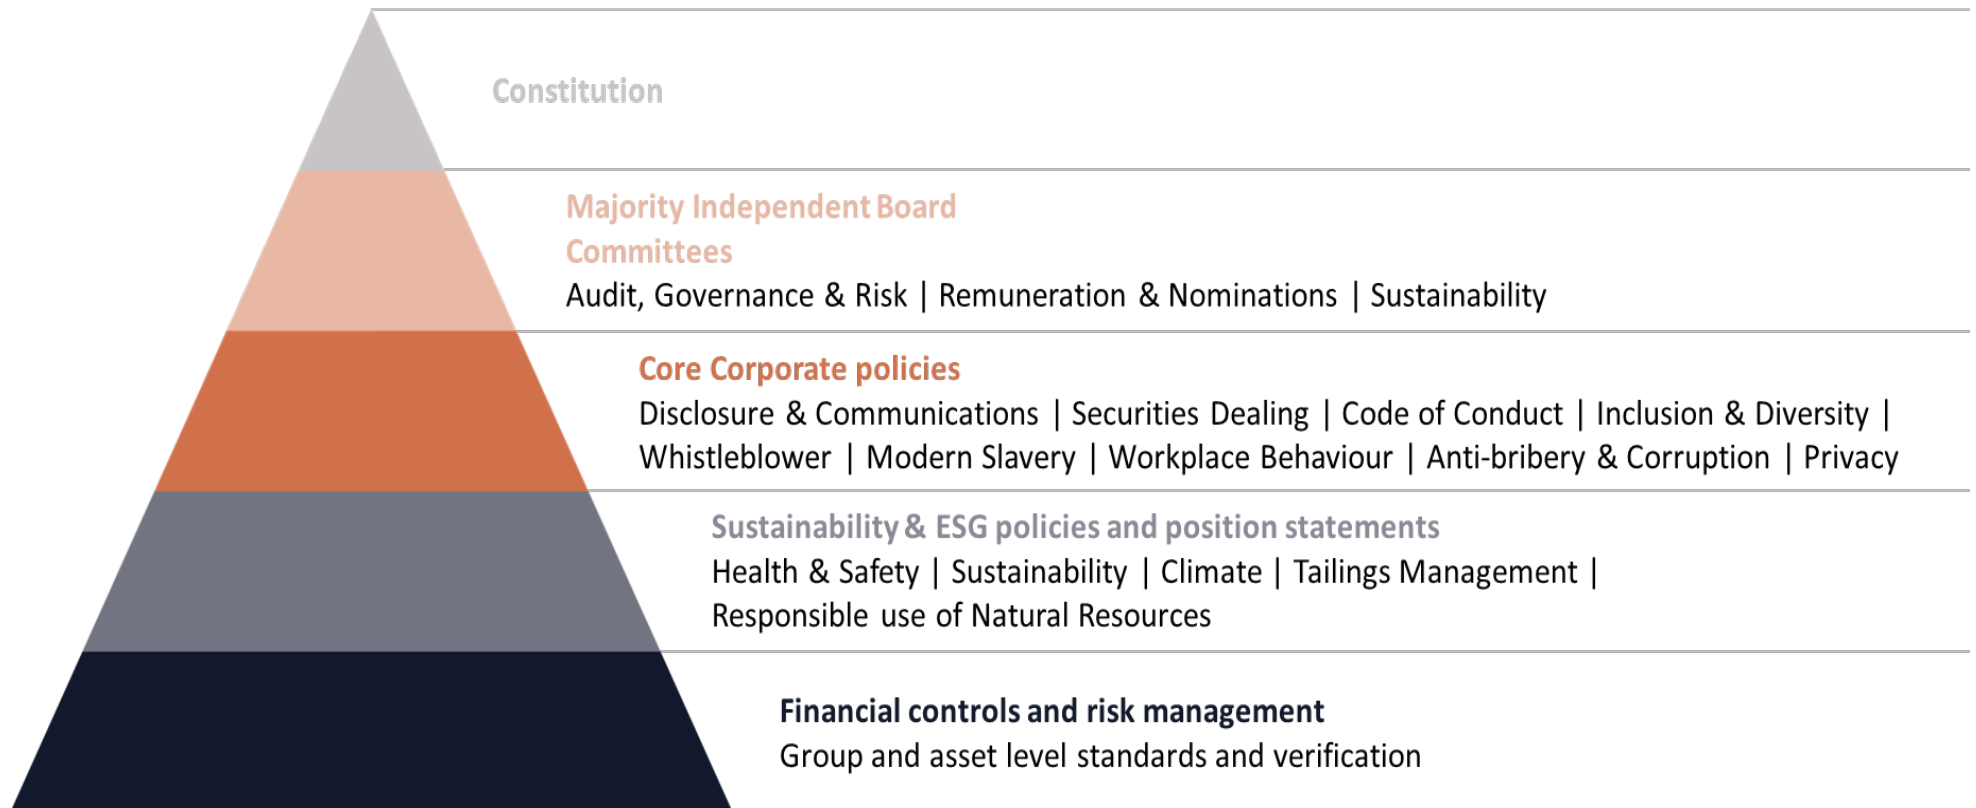 Constitution
Majority Independent Board
Committees
Audit, Governance & Risk | Remuneration & Nominations | Sustainability
Core Corporate policies
Disclosure & Communications | Securities Dealing | Code of Conduct | Inclusion & Diversity |
Whistleblower | Modern Slavery | Workplace Behaviour | Anti-bribery & Corruption | Privacy
Sustainability & ESG policies and position statements
Health & Safety | Sustainability | Climate | Tailings Management |
Responsible use of Natural Resources
Financial controls and risk management
Group and asset level standards and verification